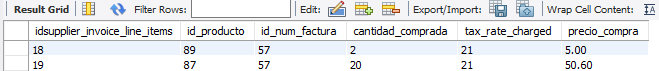 Result Grid Filter Rows: Edit: Export/Import: Wrap Cell Content:
idsupplier_invoice_line_items id_producto id_num_factura cantidad_comprada tax_rate_charged precio_compra
18 89 57 2 21 5.00
19 87 57 20 21 50.60